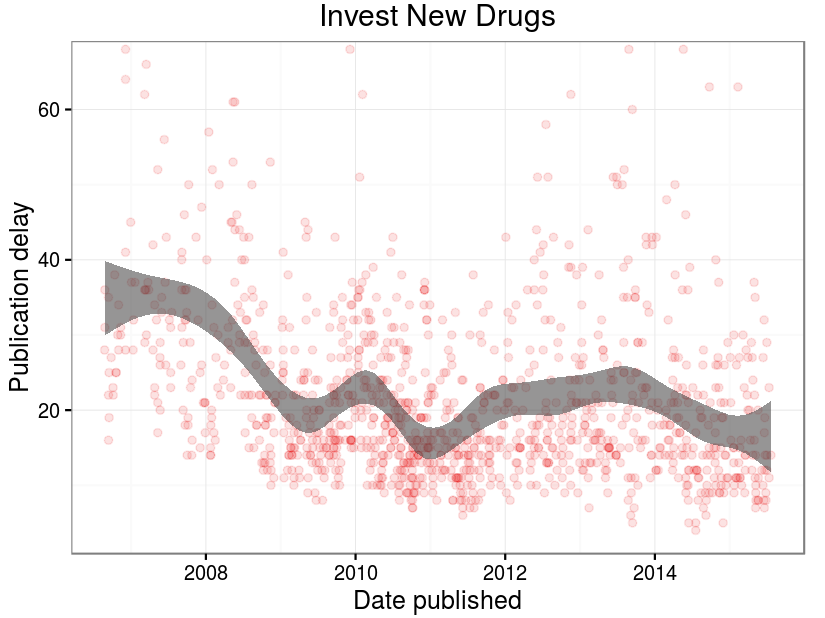 Invest New Drugs
Publication delay
60
40
20
2008 2010 2012 2014
Date published